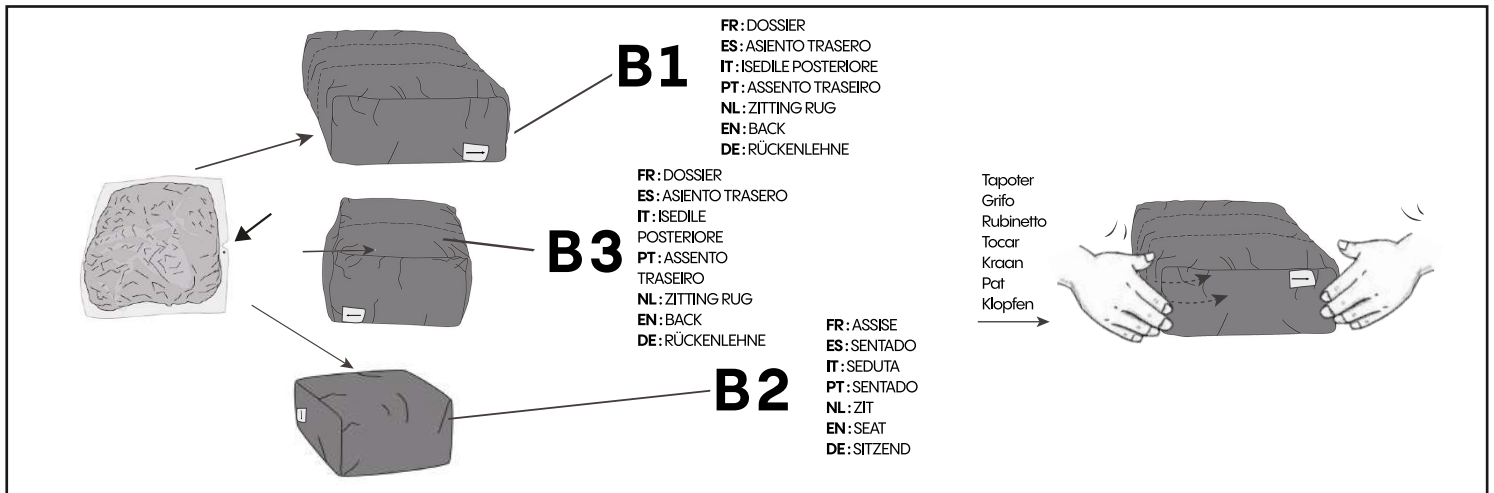 B1
FR: DOSSIER
ES: ASIENTO TRASERO
IT: ISEDILE POSTERIORE
PT: ASSENTO TRASEIRO
NL: ZITTING RUG
EN: BACK
DE: RÜCKENLEHNE
B3
FR: DOSSIER
ES: ASIENTO TRASERO
IT: ISEDILE
POSTERIORE
PT: ASSENTO
TRASEIRO
NL: ZITTING RUG
EN: BACK
DE: RÜCKENLEHNE
B2
FR: ASSISE
ES: SENTADO
IT: SEDUTA
PT: SENTADO
NL: ZIT
EN: SEAT
DE: SITZEND
Tapoter
Grifo
Rubinetto
Tocar
Kraan
Pat
Klopfen